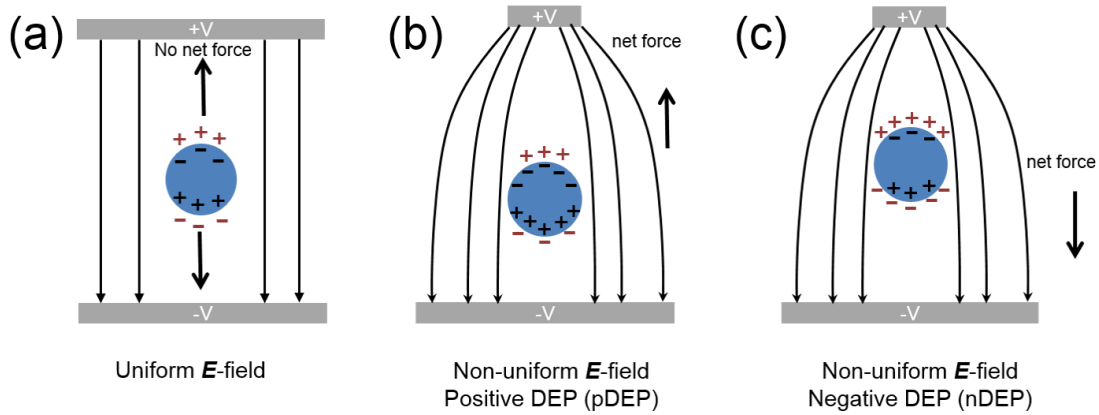 (a)
+V
No net force
-V
Uniform E-field
(b)
+V
net force
-V
Non-uniform E-field
Positive DEP (pDEP)
(c)
+V
net force
-V
Non-uniform E-field
Negative DEP (nDEP)